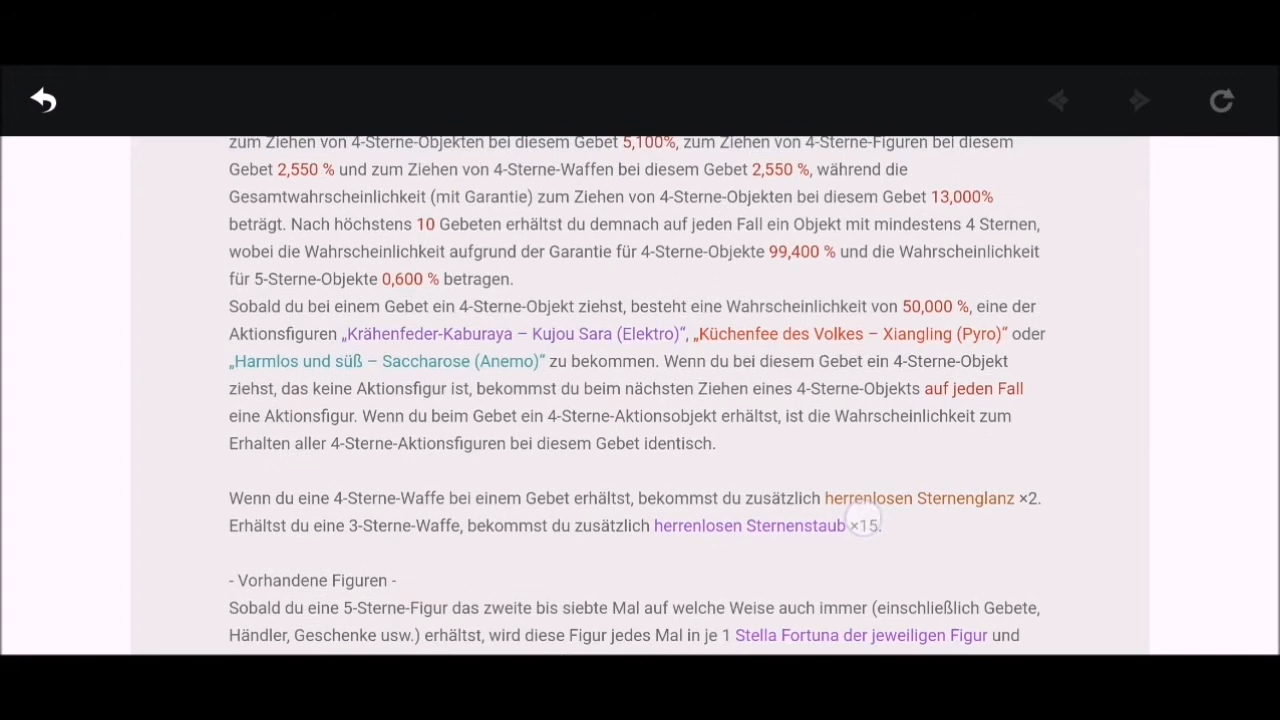 zum Ziehen von 4-Sterne-Objekten bei diesem Gebet 5,100%, zum Ziehen von 4-Sterne-Figuren bei diesem
Gebet 2,550 % und zum Ziehen von 4-Sterne-Waffen bei diesem Gebet 2,550 %, während die
Gesamtwahrscheinlichkeit (mit Garantie) zum Ziehen von 4-Sterne-Objekten bei diesem Gebet 13,000%
beträgt. Nach höchstens 10 Gebeten erhältst du demnach auf jeden Fall ein Objekt mit mindestens 4 Sternen,
wobei die Wahrscheinlichkeit aufgrund der Garantie für 4-Sterne-Objekte 99,400 % und die Wahrscheinlichkeit
für 5-Sterne-Objekte 0,600 % betragen.
Sobald du bei einem Gebet ein 4-Sterne-Objekt ziehst, besteht eine Wahrscheinlichkeit von 50,000 %, eine der
Aktionsfiguren „Krähenfeder-Kaburaya – Kujou Sara (Elektro)“, „Küchenfee des Volkes – Xiangling (Pyro)“ oder
„Harmlos und süß – Saccharose (Anemo)“ zu bekommen. Wenn du bei diesem Gebet ein 4-Sterne-Objekt
ziehst, das keine Aktionsfigur ist, bekommst du beim nächsten Ziehen eines 4-Sterne-Objekts auf jeden Fall
eine Aktionsfigur. Wenn du beim Gebet ein 4-Sterne-Aktionsobjekt erhältst, ist die Wahrscheinlichkeit zum
Erhalten aller 4-Sterne-Aktionsfiguren bei diesem Gebet identisch.
Wenn du eine 4-Sterne-Waffe bei einem Gebet erhältst, bekommst du zusätzlich herrenlosen Sternenglanz ×2.
Erhältst du eine 3-Sterne-Waffe, bekommst du zusätzlich herrenlosen Sternenstaub ×15.
- Vorhandene Figuren -
Sobald du eine 5-Sterne-Figur das zweite bis siebte Mal auf welche Weise auch immer (einschließlich Gebete,
Händler, Geschenke usw.) erhältst, wird diese Figur jedes Mal in je 1 Stella Fortuna der jeweiligen Figur und